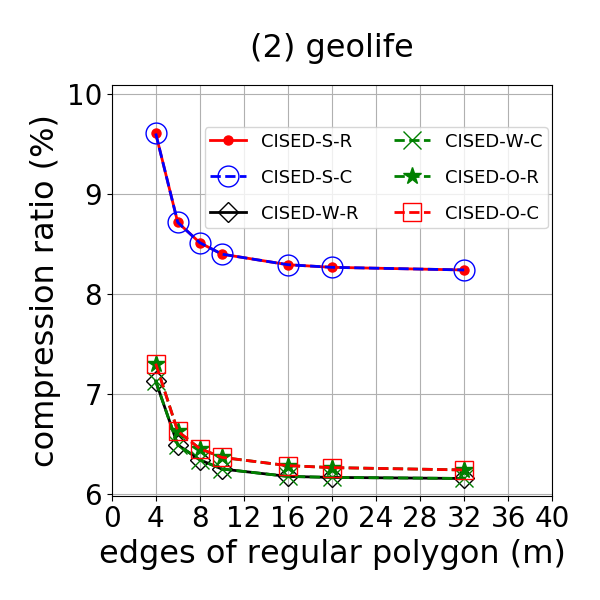 (2) geolife
compression ratio (%)
10
9
8
7
6
CISED-S-R
CISED-S-C
CISED-W-R
CISED-W-C
CISED-O-R
CISED-O-C
0 4 8 12 16 20 24 28 32 36 40
edges of regular polygon (m)